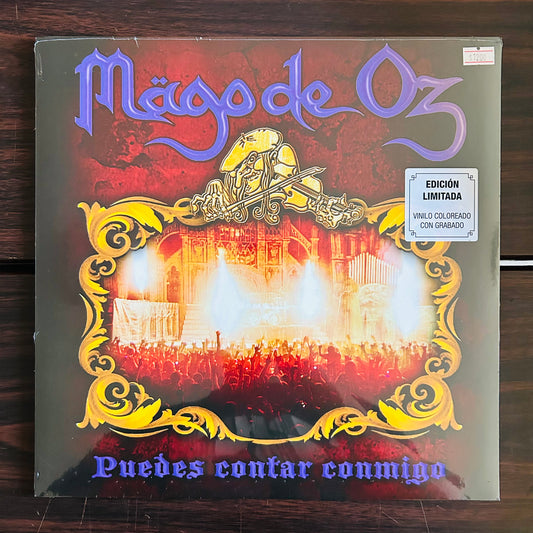 Mägo de Oz
EDICIÓN
LIMITADA
VINILO COLOREADO
CON GRABADO
Puedes contar conmigo